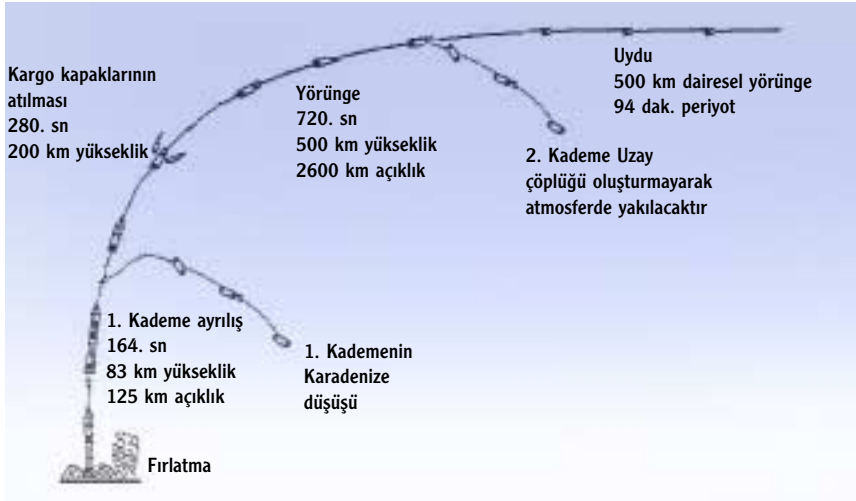 Kargo kapaklarının
atılması
280. sn
200 km yükseklik
Yörünge
720. sn
500 km yükseklik
2600 km açıklık
Uydu
500 km dairesel yörünge
94 dak. periyot
2. Kademe Uzay
çöplüğü oluşturmayarak
atmosferde yakılacaktır
1. Kademe ayrılış
164. sn
83 km yükseklik
125 km açıklık
1. Kademenin
Karadenize
düşüşü
Fırlatma